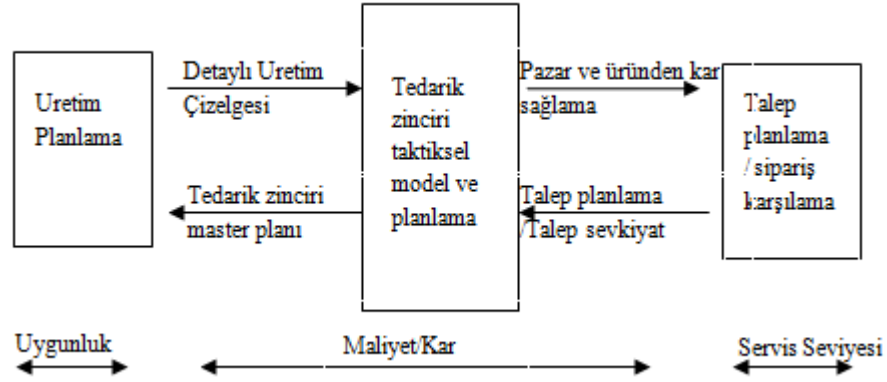 Uretim
Planlama
Detaylı Uretim
Çizelgesi
Tedarik zinciri
master planı
Tedarik
zinciri
taktiksel
model ve
planlama
Pazar ve üründen kar
sağlama
Talep planlama
/Talep sevkiyat
Talep
planlama
/ sipariş
karşılama
Uygunluk
Maliyet/Kar
Servis Seviyesi